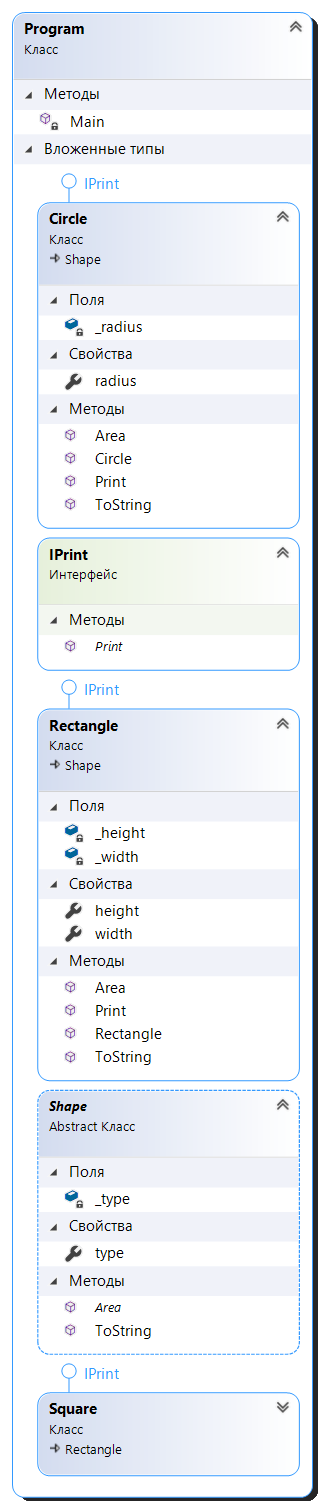 Program
Класс
Методы
Main
Вложенные типы
IPrint
Circle
Класс
Shape
Поля
_radius
Свойства
radius
Методы
Area
Circle
Print
ToString
IPrint
Интерфейс
Методы
Print
IPrint
Rectangle
Класс
Shape
Поля
_height
_width
Свойства
height
width
Методы
Area
Print
Rectangle
ToString
Shape
Abstract Класс
Поля
_type
Свойства
type
Методы
Area
ToString
IPrint
Square
Класс
Rectangle